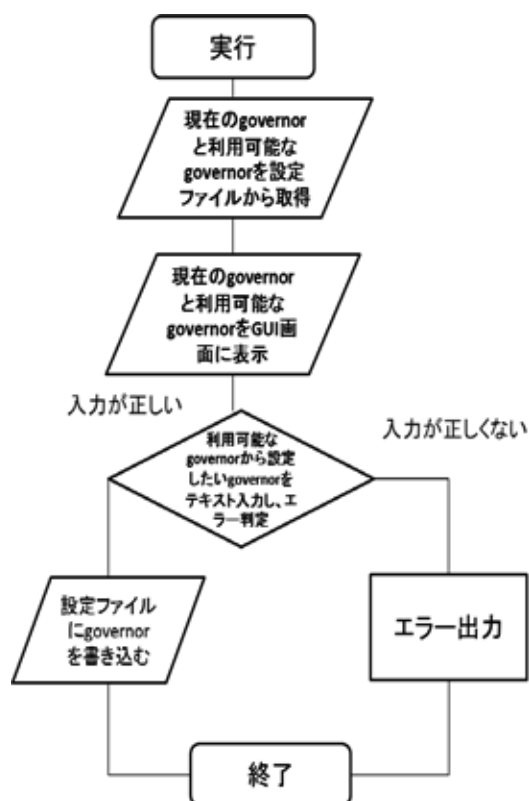 実行
現在のgovernor
と利用可能な
governorを設定
ファイルから取得
現在のgovernor
と利用可能な
governorをGUI画
面に表示
入力が正しい
入力が正しくない
利用可能な
governorから設定
したいgovernorを
テキスト入力し、エ
ラー判定
設定ファイル
にgovernor
を書き込む
エラー出力
終了